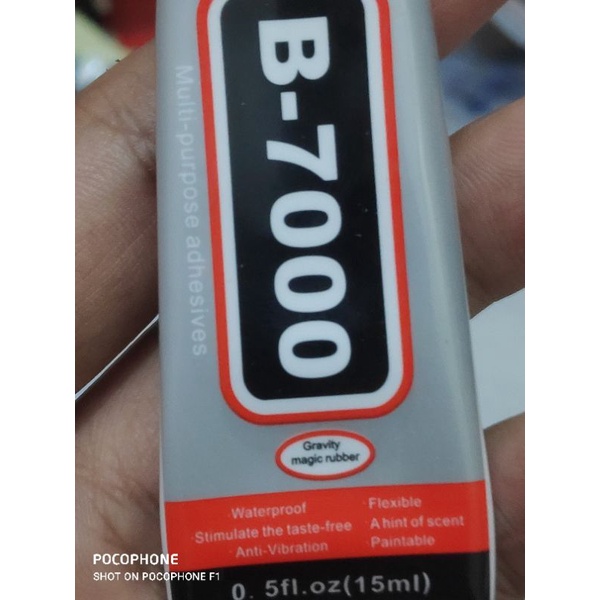 B-7000
Multi-purpose adhesives
Gravity
magic rubber
Waterproof
Stimulate the taste-free
Anti-Vibration
Flexible
A hint of scent
Paintable
0. 5fl.oz(15ml)
POCOPHONE
SHOT ON POCOPHONE F1